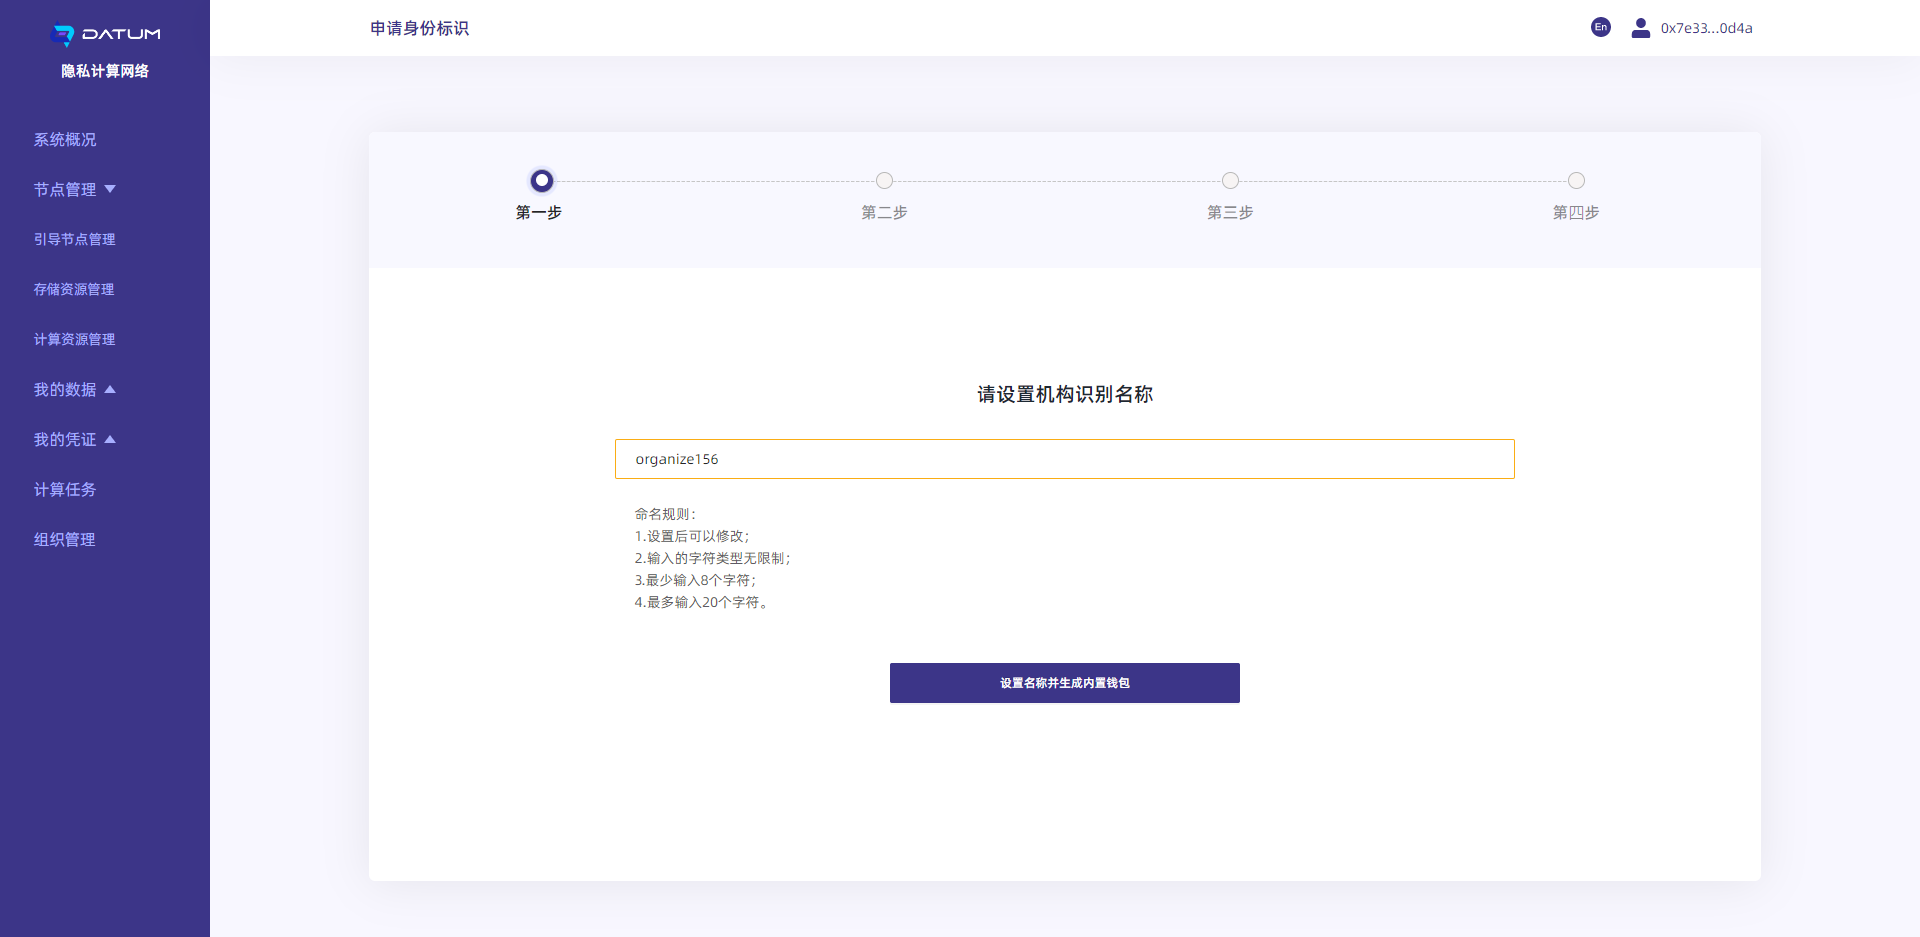 DATUM
隐私计算网络
系统概况
节点管理
引导节点管理
存储资源管理
计算资源管理
我的数据
我的凭证
计算任务
组织管理
申请身份标识
En
0x7e33...0d4a
第一步
第二步
第三步
第四步
请设置机构识别名称
organize156
命名规则：
1.设置后可以修改；
2.输入的字符类型无限制；
3.最少输入8个字符；
4.最多输入20个字符。
设置名称并生成内置钱包